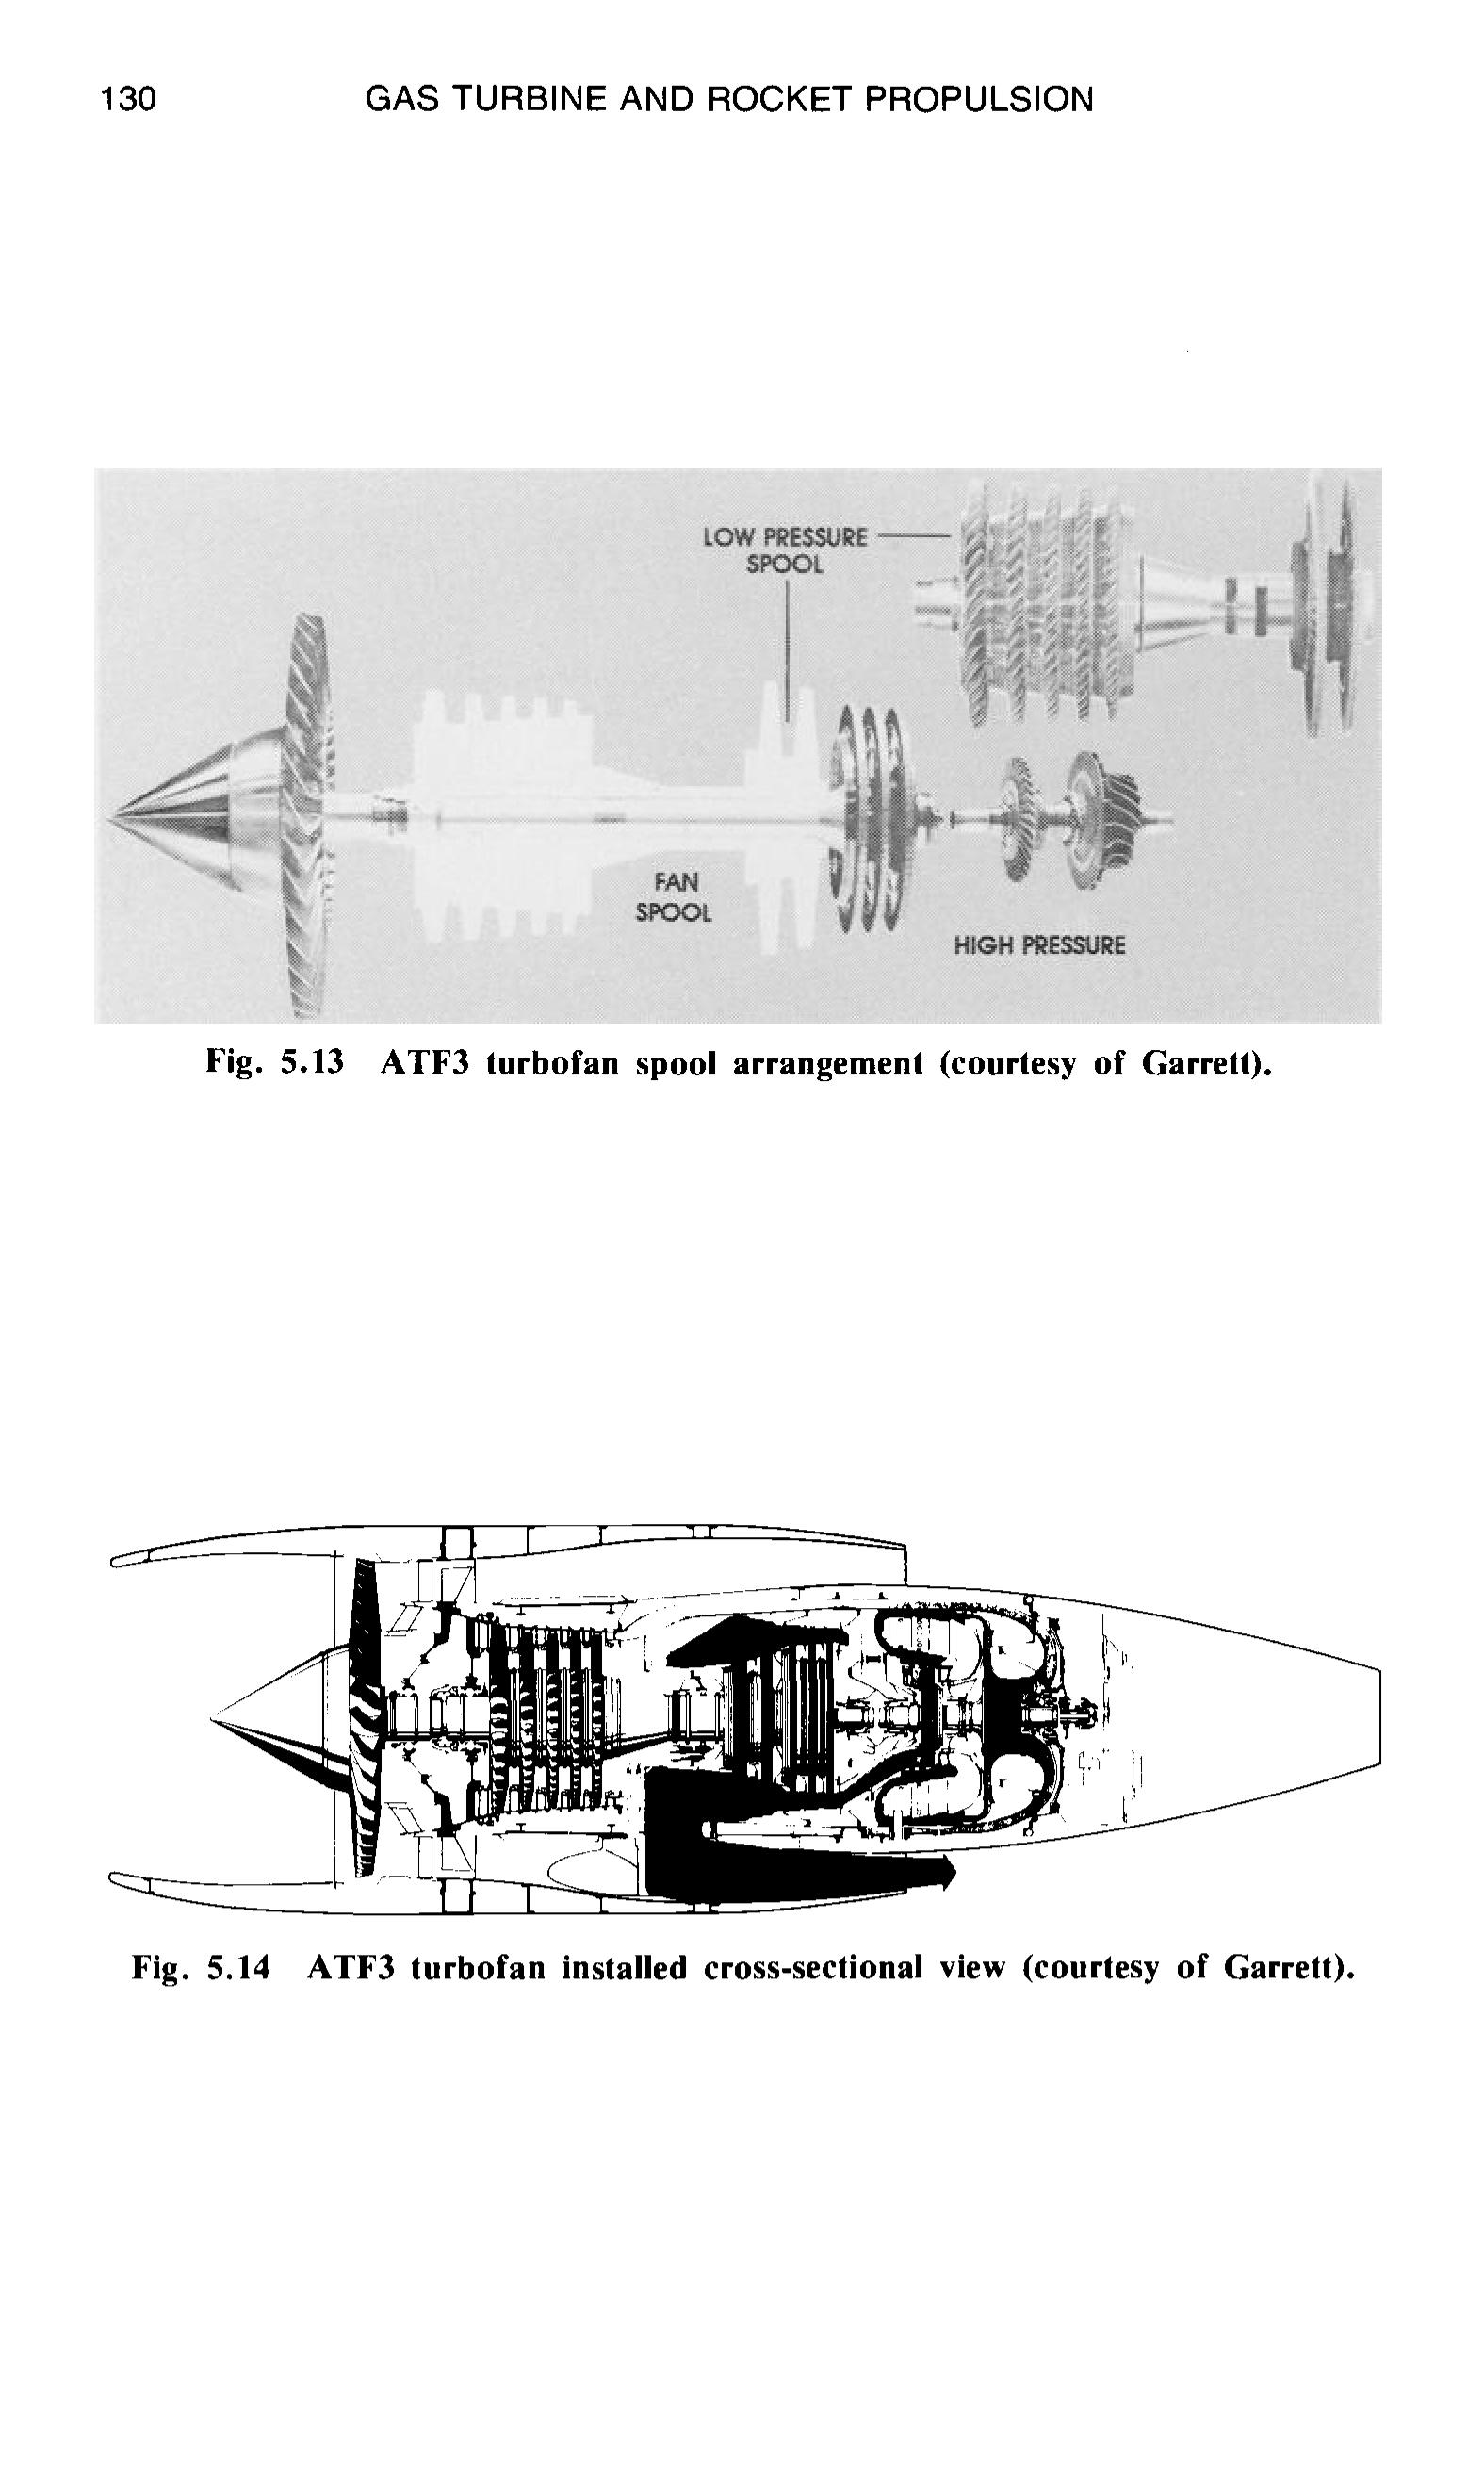 130 GAS TURBINE AND ROCKET PROPULSION
LOW PRESSURE
SPOOL
FAN
SPOOL
HIGH PRESSURE
Fig. 5.13 ATF3 turbofan spool arrangement (courtesy of Garrett).
Fig. 5.14 ATF3 turbofan installed cross-sectional view (courtesy of Garrett).